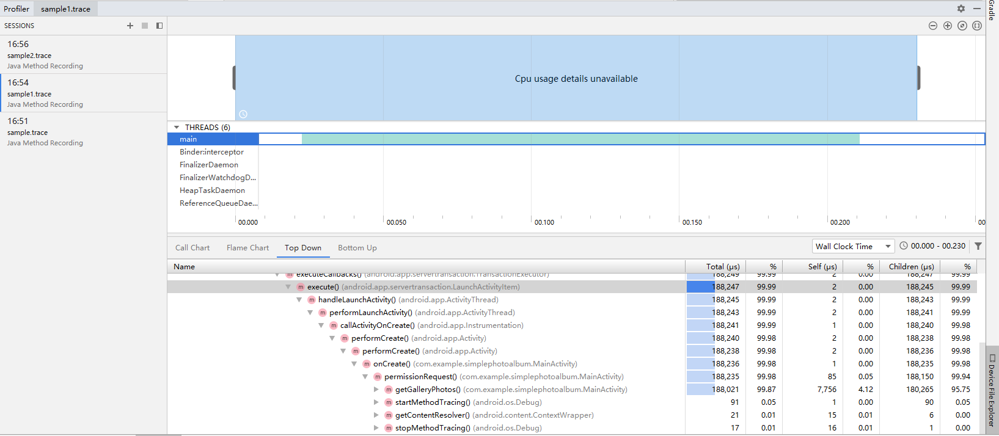 Profiler sample1.trace
SESSIONS
16:56
sample2.trace
Java Method Recording
16:54
sample1.trace
Java Method Recording
16:51
sample.trace
Java Method Recording
Cpu usage details unavailable
THREADS (6)
main
Binder:interceptor
FinalizerDaemon
FinalizerWatchdogD...
HeapTaskDaemon
ReferenceQueueDae...
00.000 00.050 00.100 00.150 00.200 00
Call Chart Flame Chart Top Down Bottom Up Wall Clock Time 00.000 - 00.230
Name Total (μs) % Self (μs) % Children (μs) %
executeCallbacks() (android.app.servertransaction.TransactionExecutor) 188,249 99.99 2 0.00 188,247 99.99
m execute() (android.app.servertransaction.LaunchActivityItem) 188,247 99.99 2 0.00 188,245 99.99
m handleLaunchActivity() (android.app.ActivityThread) 188,245 99.99 2 0.00 188,243 99.99
m performLaunchActivity() (android.app.ActivityThread) 188,243 99.99 2 0.00 188,241 99.99
m callActivityOnCreate() (android.app.Instrumentation) 188,241 99.99 1 0.00 188,240 99.98
m performCreate() (android.app.Activity) 188,240 99.98 2 0.00 188,238 99.98
m performCreate() (android.app.Activity) 188,238 99.98 2 0.00 188,236 99.98
m onCreate() (com.example.simplephotoalbum.MainActivity) 188,236 99.98 1 0.00 188,235 99.98
m permissionRequest() (com.example.simplephotoalbum.MainActivity) 188,235 99.98 85 0.05 188,150 99.94
m getGalleryPhotos() (com.example.simplephotoalbum.MainActivity) 188,021 99.87 7,756 4.12 180,265 95.75
m startMethodTracing() (android.os.Debug) 91 0.05 1 0.00 90 0.05
m getContentResolver() (android.content.ContextWrapper) 21 0.01 15 0.01 6 0.00
m stopMethodTracing() (android.os.Debug) 17 0.01 16 0.01 1 0.00
Gradle
Device File Explorer